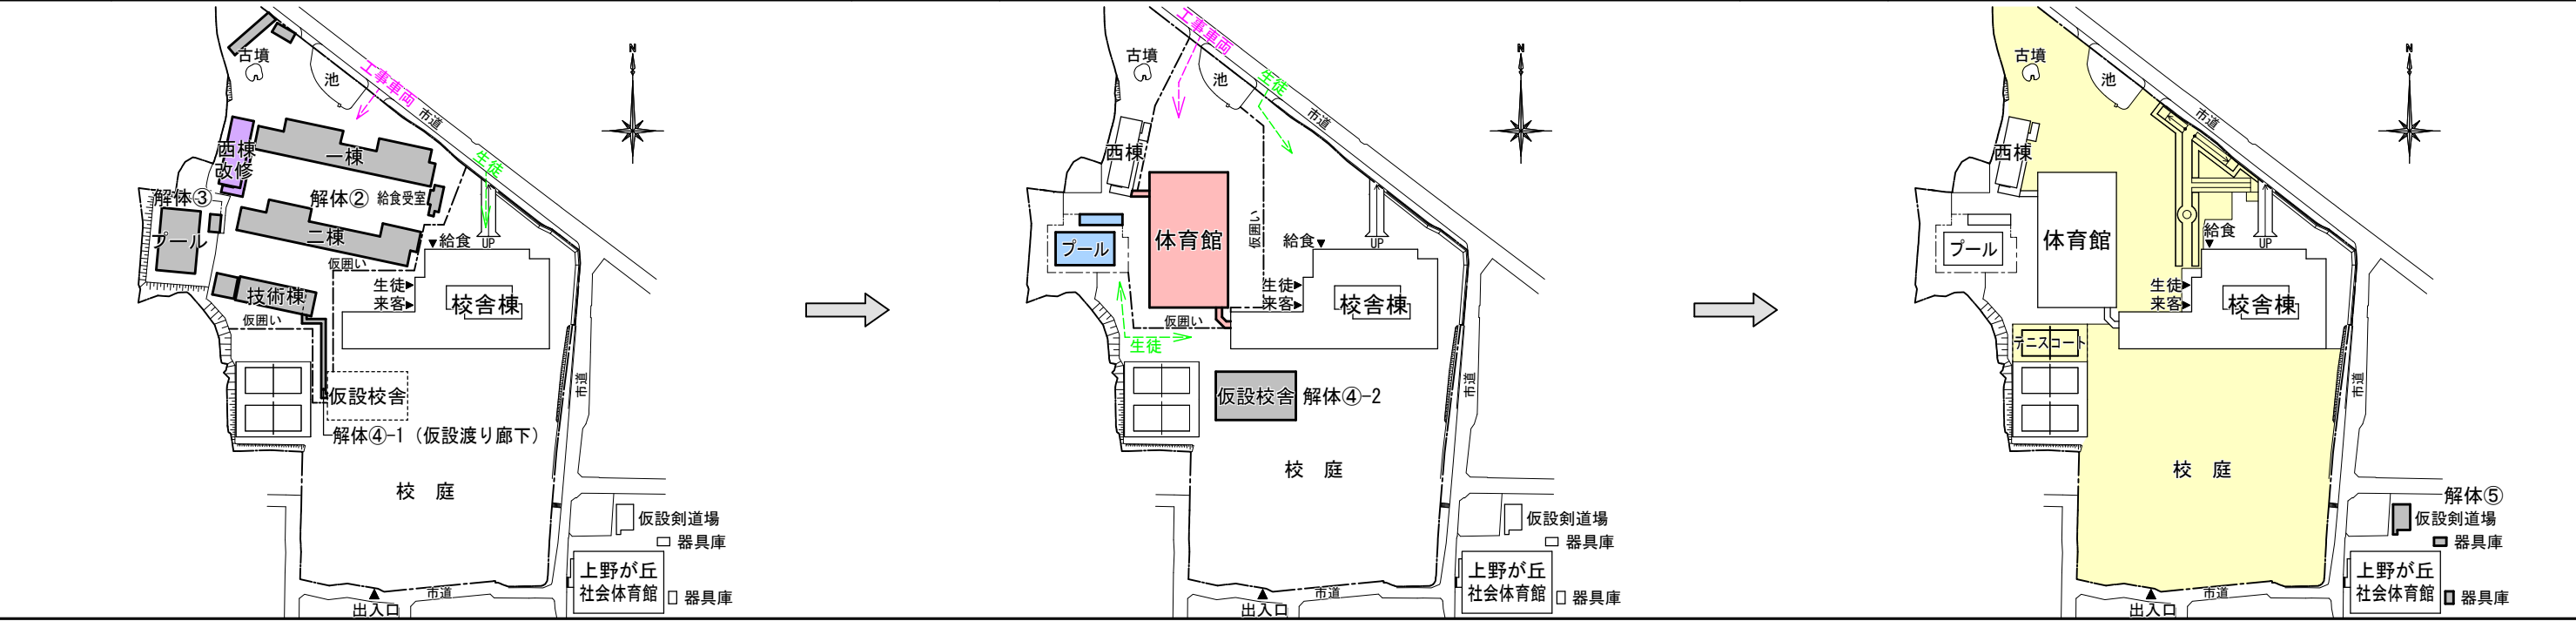 古墳
池
工事車両
市道
N
西棟
改修
一棟
生徒
解体③
解体②
給食受室
プール
二棟
▼給食
UP
仮囲い
生徒▶
来客▶
校舎棟
技術棟
仮囲い
市道
仮設校舎
解体④-1（仮設渡り廊下）
校　庭
仮設剣道場
器具庫
上野が丘
社会体育館
器具庫
市道
出入口
工事車両
古墳
池
生徒
市道
N
西棟
仮囲い
プール
体育館
給食▼
UP
生徒▶
来客▶
校舎棟
仮囲い
生徒
市道
仮設校舎
解体④-2
校　庭
仮設剣道場
器具庫
上野が丘
社会体育館
器具庫
市道
出入口
古墳
池
市道
N
西棟
プール
体育館
給食
▼
UP
生徒▶
来客▶
校舎棟
テニスコート
市道
校　庭
解体⑤
仮設剣道場
器具庫
上野が丘
社会体育館
器具庫
市道
出入口